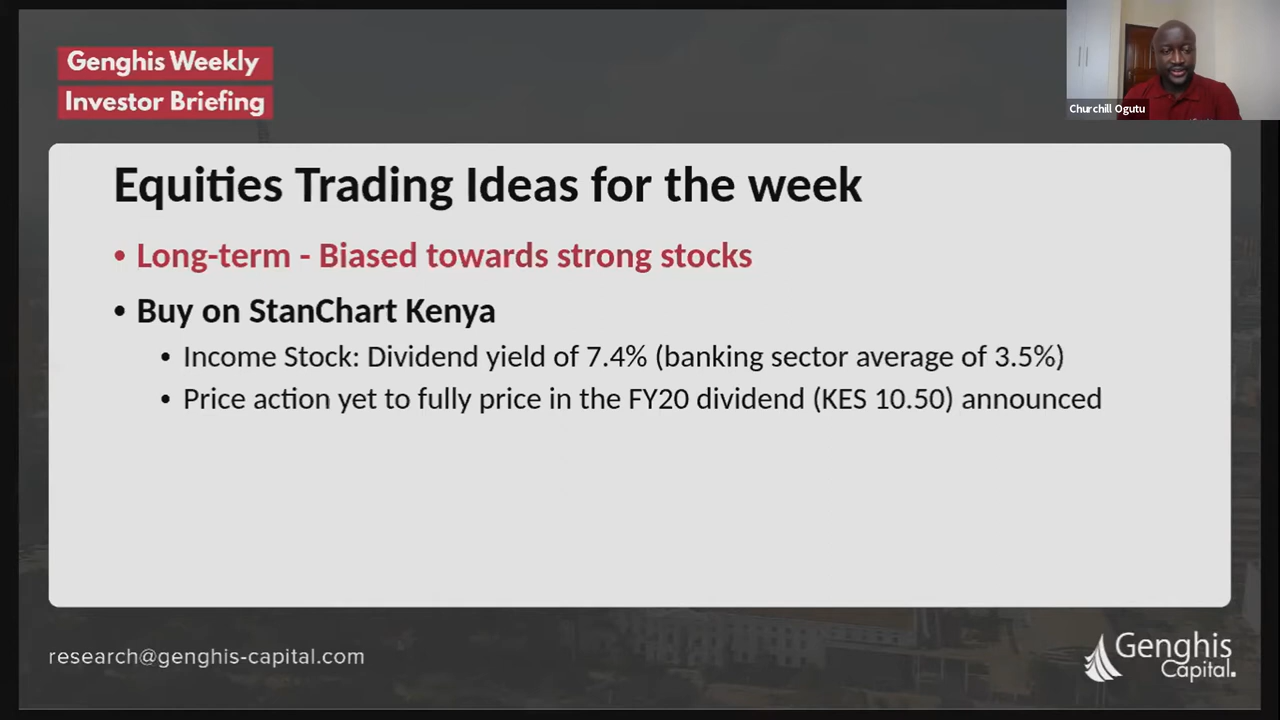 Genghis Weekly
Investor Briefing
Churchill Ogutu
Equities Trading Ideas for the week
• Long-term - Biased towards strong stocks
• Buy on StanChart Kenya
• Income Stock: Dividend yield of 7.4% (banking sector average of 3.5%)
• Price action yet to fully price in the FY20 dividend (KES 10.50) announced
research@genghis-capital.com
Genghis
Capital.